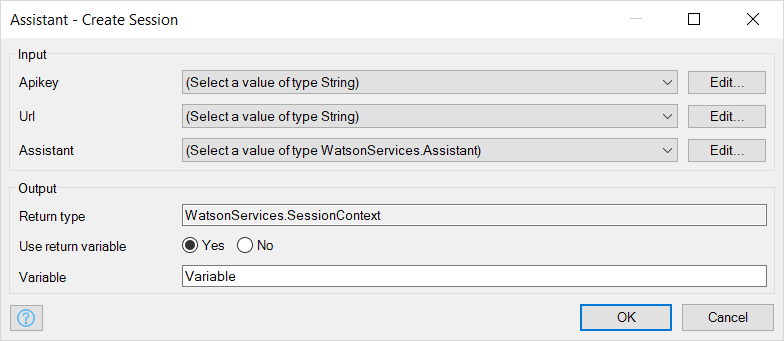 Assistant - Create Session
Input
Apikey (Select a value of type String) Edit...
Url (Select a value of type String) Edit...
Assistant (Select a value of type WatsonServices.Assistant) Edit...
Output
Return type WatsonServices.SessionContext
Use return variable Yes No
Variable Variable
? OK Cancel